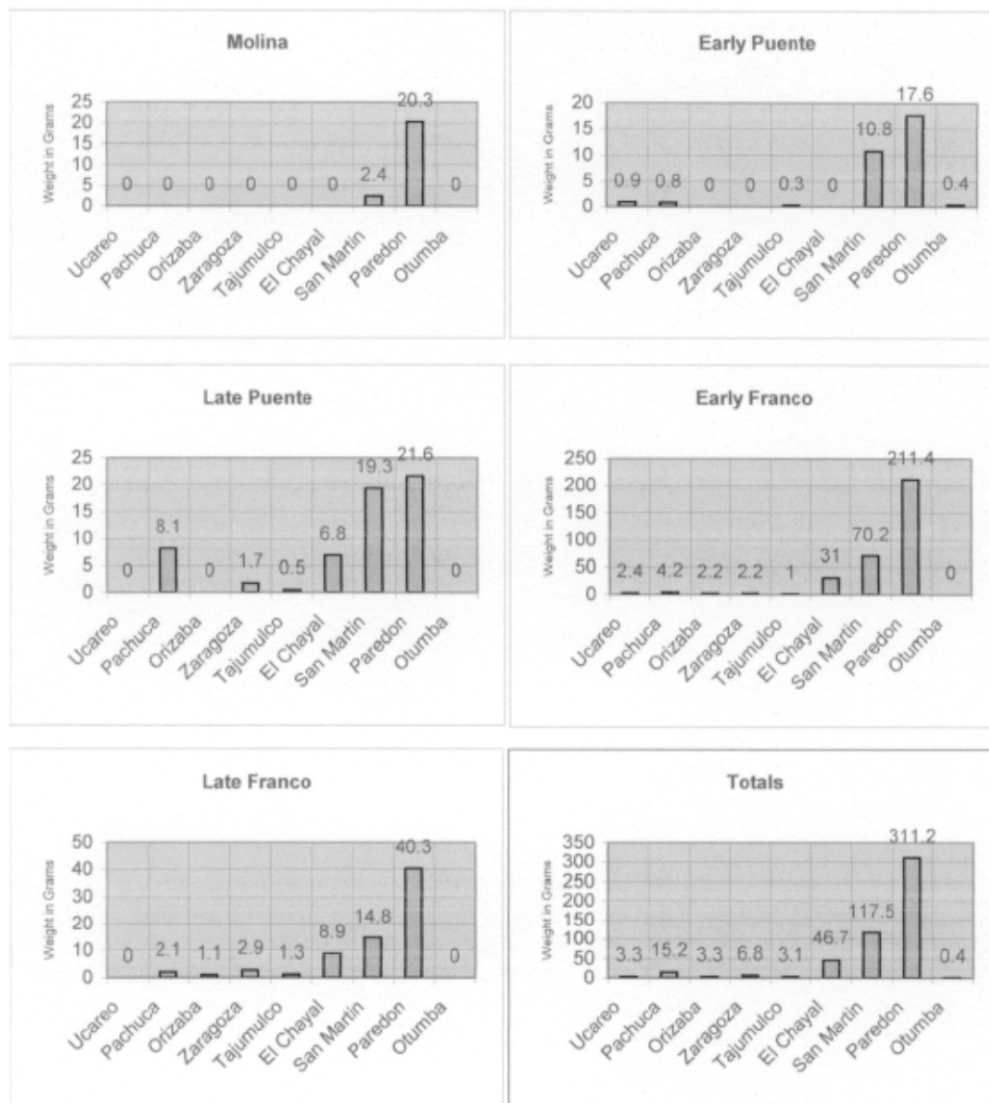 Molina
Weight in Grams
25
20
15
10
5
0
0 0 0 0 0 0 2.4 20.3 0
Ucareo Pachuca Orizaba Zaragoza Tajumulco El Chayal San Martin Paredon Otumba
Early Puente
Weight in Grams
20
15
10
5
0
0.9 0.8 0 0 0.3 0 10.8 17.6 0.4
Ucareo Pachuca Orizaba Zaragoza Tajumulco El Chayal San Martin Paredon Otumba
Late Puente
Weight in Grams
25
20
15
10
5
0
0 8.1 0 1.7 0.5 6.8 19.3 21.6 0
Ucareo Pachuca Orizaba Zaragoza Tajumulco El Chayal San Martin Paredon Otumba
Early Franco
Weight in Grams
250
200
150
100
50
0
2.4 4.2 2.2 2.2 1 31 70.2 211.4 0
Ucareo Pachuca Orizaba Zaragoza Tajumulco El Chayal San Martin Paredon Otumba
Late Franco
Weight in Grams
50
40
30
20
10
0
0 2.1 1.1 2.9 1.3 8.9 14.8 40.3 0
Ucareo Pachuca Orizaba Zaragoza Tajumulco El Chayal San Martin Paredon Otumba
Totals
Weight in Grams
350
300
250
200
150
100
50
0
3.3 15.2 3.3 6.8 3.1 46.7 117.5 311.2 0.4
Ucareo Pachuca Orizaba Zaragoza Tajumulco El Chayal San Martin Paredon Otumba